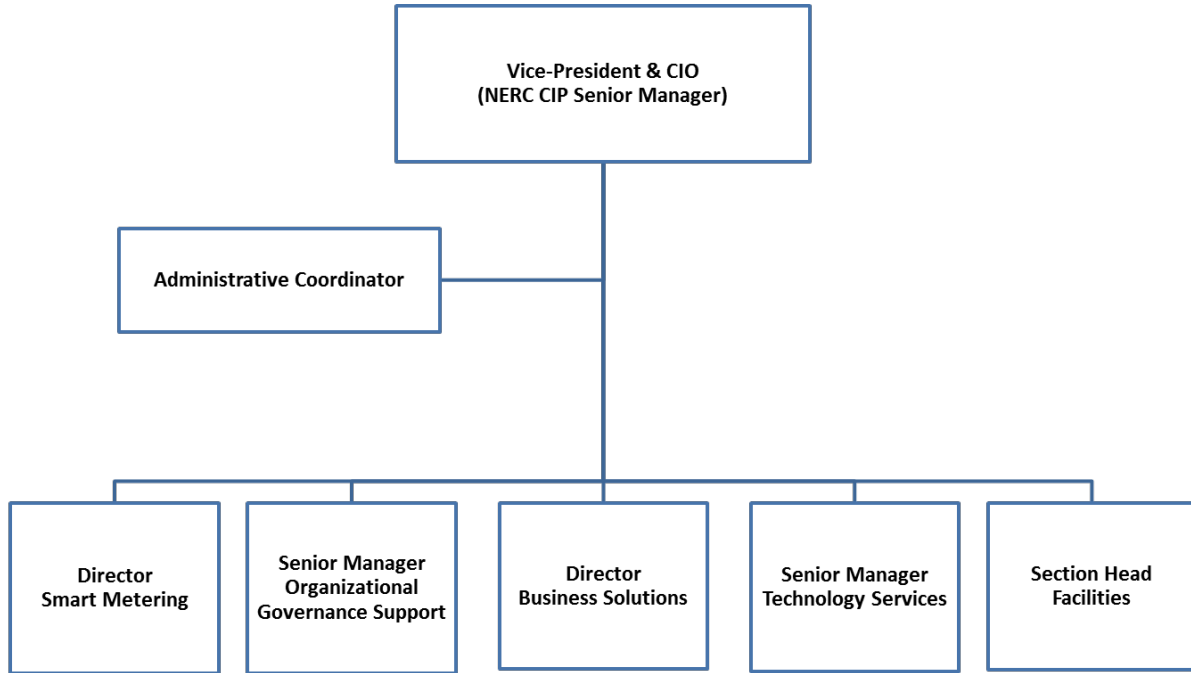 Vice-President & CIO
(NERC CIP Senior Manager)
Administrative Coordinator
Director
Smart Metering
Senior Manager
Organizational
Governance Support
Director
Business Solutions
Senior Manager
Technology Services
Section Head
Facilities